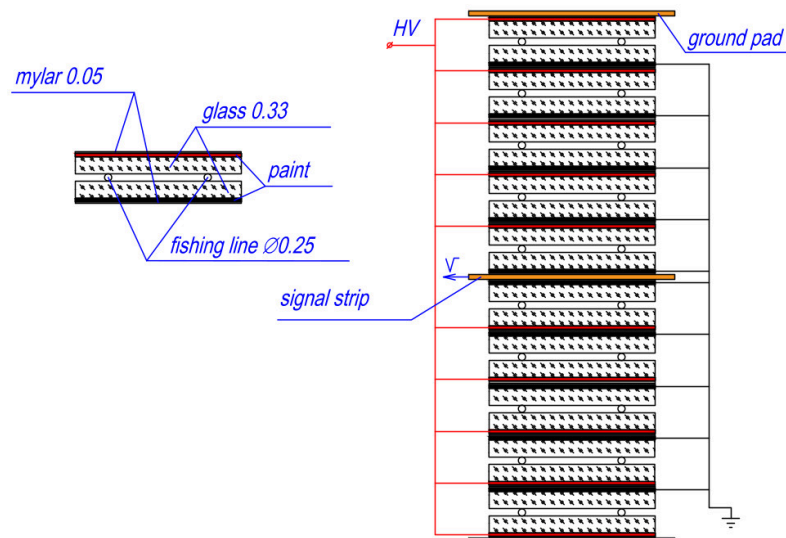 HV
ground pad
mylar 0.05
glass 0.33
paint
fishing line ∅0.25
signal strip